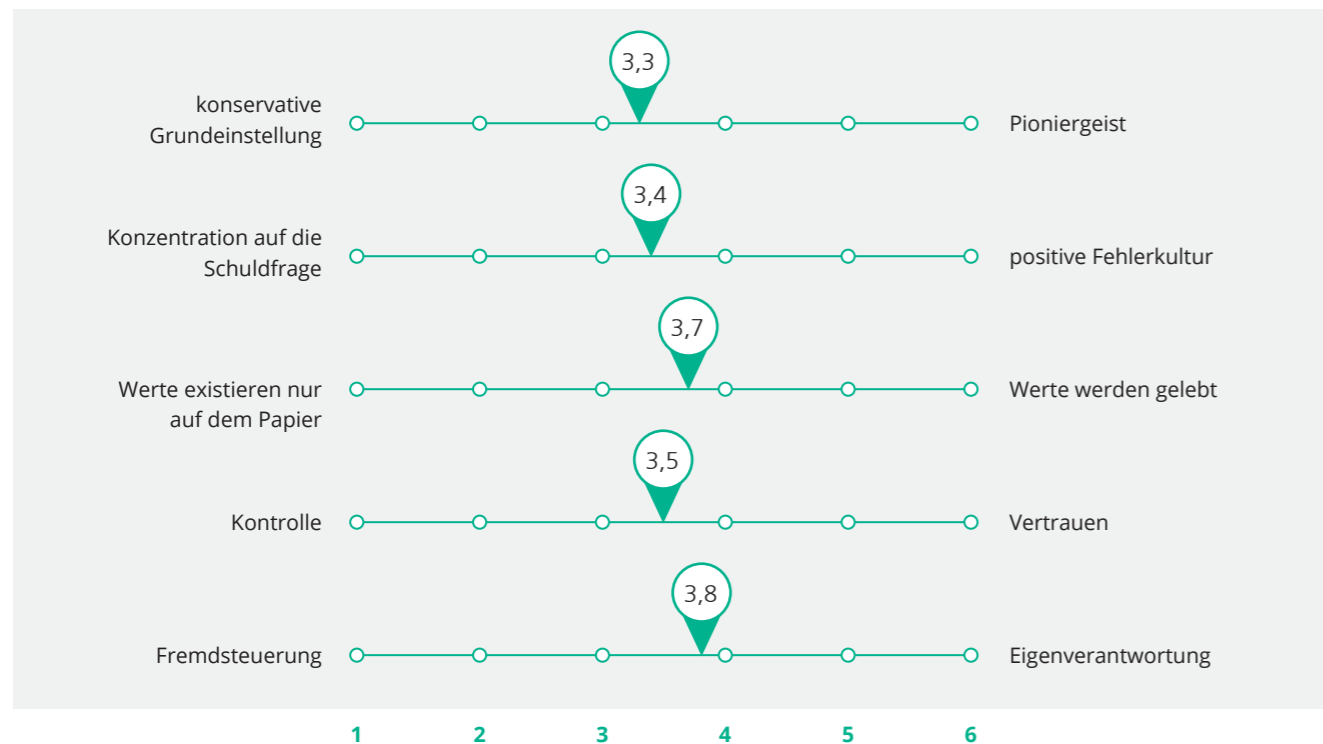 3,3
konservative
Grundeinstellung
Pioniergeist
3,4
Konzentration auf die
Schuldfrage
positive Fehlerkultur
3,7
Werte existieren nur
auf dem Papier
Werte werden gelebt
3,5
Kontrolle
Vertrauen
3,8
Fremdsteuerung
Eigenverantwortung
1 2 3 4 5 6